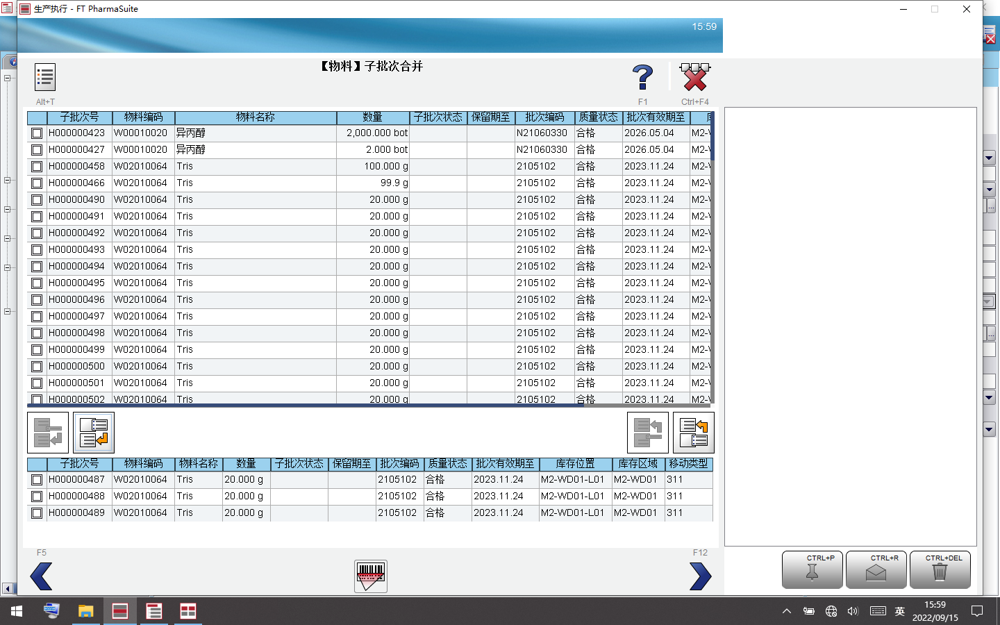 生产执行 - FT PharmaSuite
15:59
【物料】子批次合并
Alt+T
F1
Ctrl+F4
子批次号 物料编码 物料名称 数量 子批次状态 保留期至 批次编码 质量状态 批次有效期至
H000000423 W00010020 异丙醇 2,000.000 bot N21060330 合格 2026.05.04 M2-W
H000000427 W00010020 异丙醇 2.000 bot N21060330 合格 2026.05.04 M2-W
H000000458 W02010064 Tris 100.000 g 2105102 合格 2023.11.24 M2-W
H000000466 W02010064 Tris 99.9 g 2105102 合格 2023.11.24 M2-W
H000000490 W02010064 Tris 20.000 g 2105102 合格 2023.11.24 M2-W
H000000491 W02010064 Tris 20.000 g 2105102 合格 2023.11.24 M2-W
H000000492 W02010064 Tris 20.000 g 2105102 合格 2023.11.24 M2-W
H000000493 W02010064 Tris 20.000 g 2105102 合格 2023.11.24 M2-W
H000000494 W02010064 Tris 20.000 g 2105102 合格 2023.11.24 M2-W
H000000495 W02010064 Tris 20.000 g 2105102 合格 2023.11.24 M2-W
H000000496 W02010064 Tris 20.000 g 2105102 合格 2023.11.24 M2-W
H000000497 W02010064 Tris 20.000 g 2105102 合格 2023.11.24 M2-W
H000000498 W02010064 Tris 20.000 g 2105102 合格 2023.11.24 M2-W
H000000499 W02010064 Tris 20.000 g 2105102 合格 2023.11.24 M2-W
H000000500 W02010064 Tris 20.000 g 2105102 合格 2023.11.24 M2-W
H000000501 W02010064 Tris 20.000 g 2105102 合格 2023.11.24 M2-W
H000000502 W02010064 Tris 20.000 g 2105102 合格 2023.11.24 M2-W
子批次号 物料编码 物料名称 数量 子批次状态 保留期至 批次编码 质量状态 批次有效期至 库存位置 库存区域 移动类型
H000000487 W02010064 Tris 20.000 g 2105102 合格 2023.11.24 M2-WD01-L01 M2-WD01 311
H000000488 W02010064 Tris 20.000 g 2105102 合格 2023.11.24 M2-WD01-L01 M2-WD01 311
H000000489 W02010064 Tris 20.000 g 2105102 合格 2023.11.24 M2-WD01-L01 M2-WD01 311
F5
F12
CTRL+P
CTRL+R
CTRL+DEL
英
15:59
2022/09/15